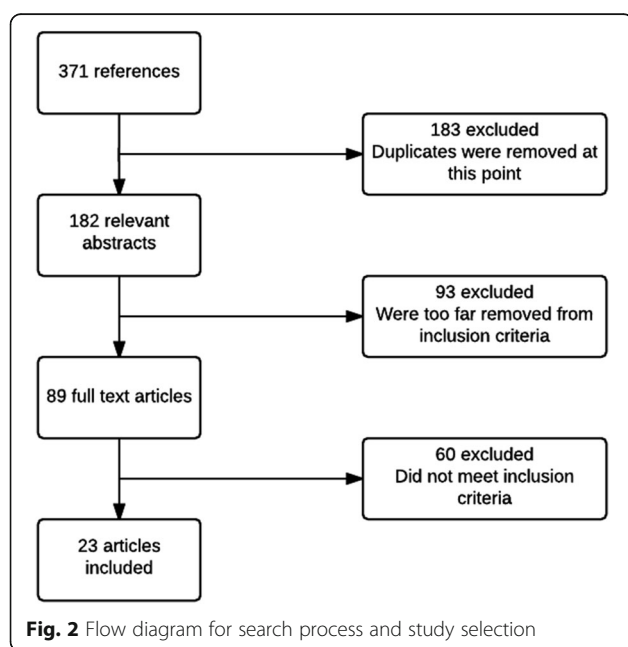 371 references
183 excluded
Duplicates were removed at
this point
182 relevant
abstracts
93 excluded
Were too far removed from
inclusion criteria
89 full text articles
60 excluded
Did not meet inclusion
criteria
23 articles
included
Fig. 2 Flow diagram for search process and study selection